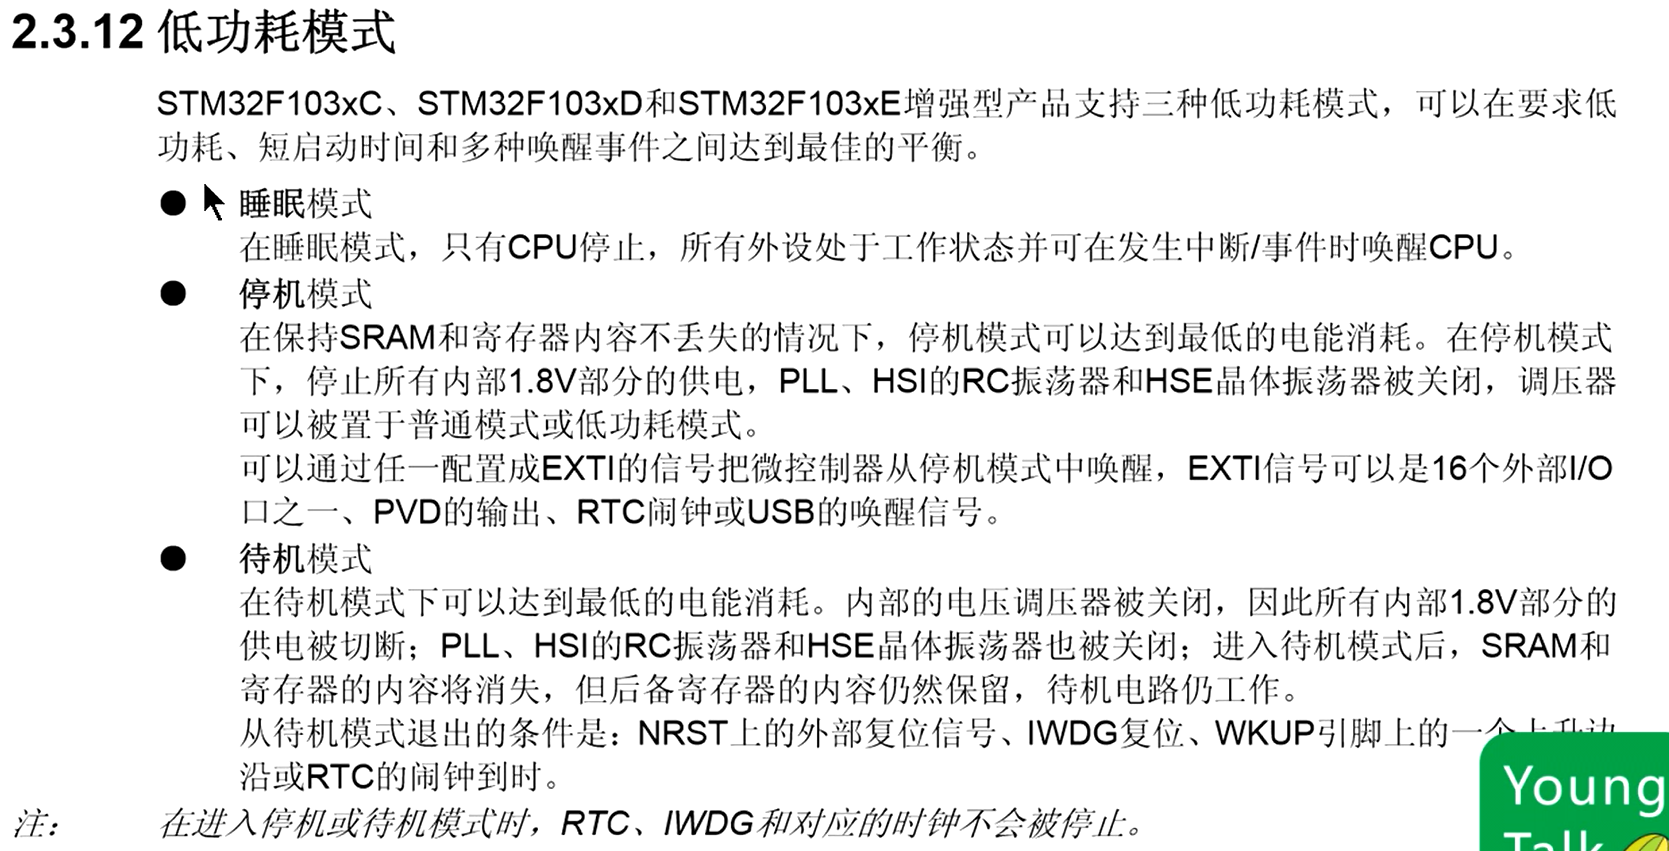 2.3.12 低功耗模式
STM32F103xC、STM32F103xD和STM32F103xE增强型产品支持三种低功耗模式，可以在要求低
功耗、短启动时间和多种唤醒事件之间达到最佳的平衡。
● 睡眠模式
在睡眠模式，只有CPU停止，所有外设处于工作状态并可在发生中断/事件时唤醒CPU。
● 停机模式
在保持SRAM和寄存器内容不丢失的情况下，停机模式可以达到最低的电能消耗。在停机模式
下，停止所有内部1.8V部分的供电，PLL、HSI的RC振荡器和HSE晶体振荡器被关闭，调压器
可以被置于普通模式或低功耗模式。
可以通过任一配置成EXTI的信号把微控制器从停机模式中唤醒，EXTI信号可以是16个外部I/O
口之一、PVD的输出、RTC闹钟或USB的唤醒信号。
● 待机模式
在待机模式下可以达到最低的电能消耗。内部的电压调压器被关闭，因此所有内部1.8V部分的
供电被切断；PLL、HSI的RC振荡器和HSE晶体振荡器也被关闭；进入待机模式后，SRAM和
寄存器的内容将消失，但后备寄存器的内容仍然保留，待机电路仍工作。
从待机模式退出的条件是：NRST上的外部复位信号、IWDG复位、WKUP引脚上的一个上升边
沿或RTC的闹钟到时。
注： 在进入停机或待机模式时，RTC、IWDG和对应的时钟不会被停止。
Young
Talk